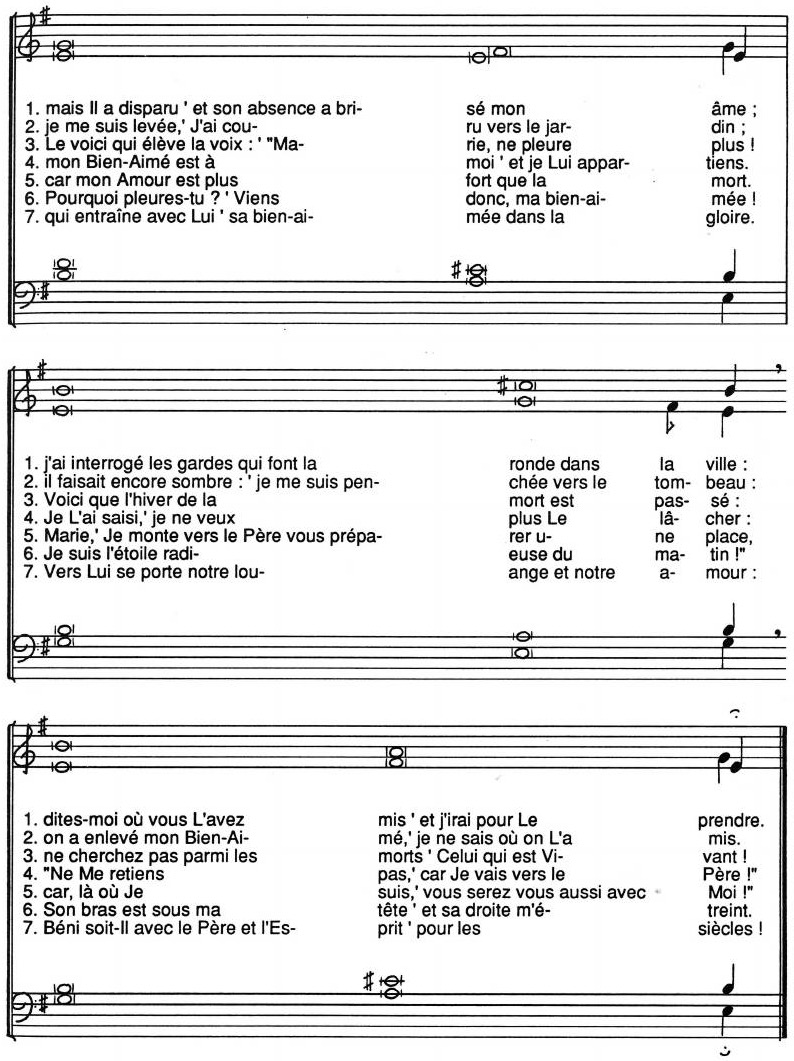 1. mais Il a disparu ' et son absence a bri- sé mon âme ;
2. je me suis levée,' J'ai cou- ru vers le jar- din ;
3. Le voici qui élève la voix : ' "Ma- rie, ne pleure plus !
4. mon Bien-Aimé est à moi ' et je Lui appar- tiens.
5. car mon Amour est plus fort que la mort.
6. Pourquoi pleures-tu ? ' Viens donc, ma bien-ai- mée !
7. qui entraîne avec Lui ' sa bien-ai- mée dans la gloire.
1. j'ai interrogé les gardes qui font la ronde dans la ville :
2. il faisait encore sombre : ' je me suis pen- chée vers le tom- beau :
3. Voici que l'hiver de la mort est pas- sé :
4. Je L'ai saisi,' je ne veux plus Le lâ- cher :
5. Marie,' Je monte vers le Père vous prépa- rer u- ne place,
6. Je suis l'étoile radi- euse du ma- tin !"
7. Vers Lui se porte notre lou- ange et notre a- mour :
1. dites-moi où vous L'avez mis ' et j'irai pour Le prendre.
2. on a enlevé mon Bien-Ai- mé,' je ne sais où on L'a mis.
3. ne cherchez pas parmi les morts ' Celui qui est Vi- vant !
4. "Ne Me retiens pas,' car Je vais vers le Père !"
5. car, là où Je suis,' vous serez vous aussi avec Moi !"
6. Son bras est sous ma tête ' et sa droite m'é- treint.
7. Béni soit-Il avec le Père et l'Es- prit ' pour les siècles !